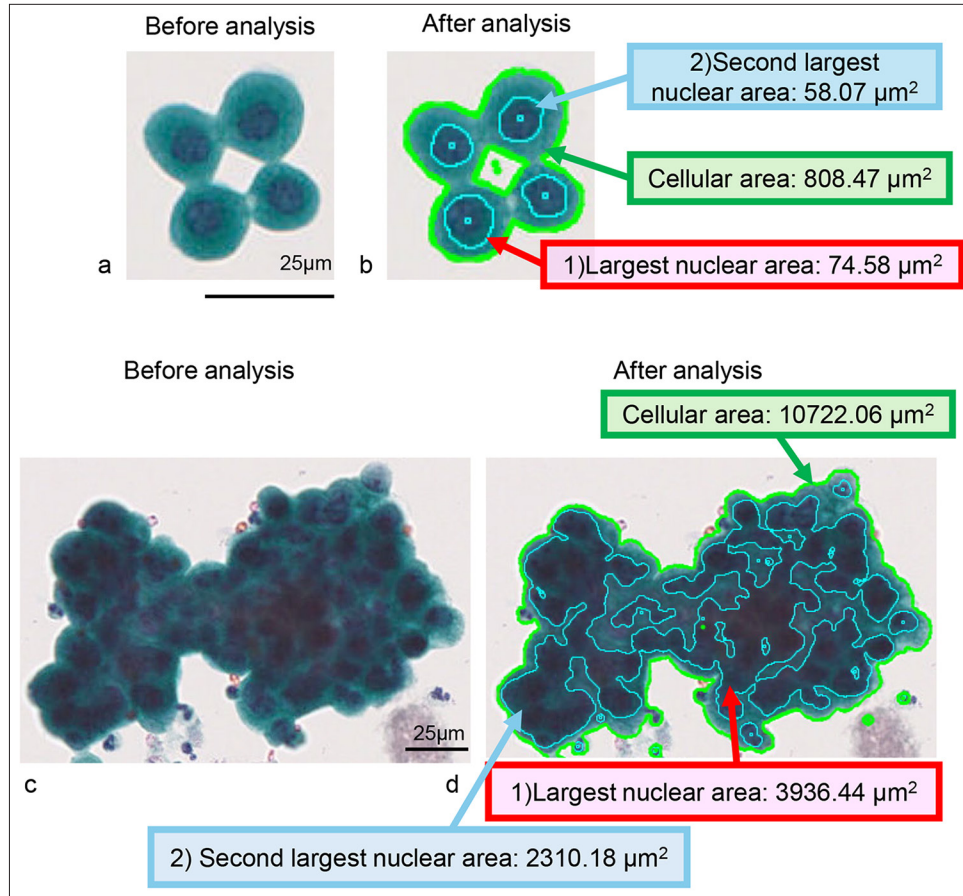 Before analysis
After analysis
2)Second largest
nuclear area: 58.07 µm²
Cellular area: 808.47 µm²
1)Largest nuclear area: 74.58 µm²
a
25µm
b
Before analysis
After analysis
Cellular area: 10722.06 µm²
25µm
c
d
1)Largest nuclear area: 3936.44 µm²
2) Second largest nuclear area: 2310.18 µm²